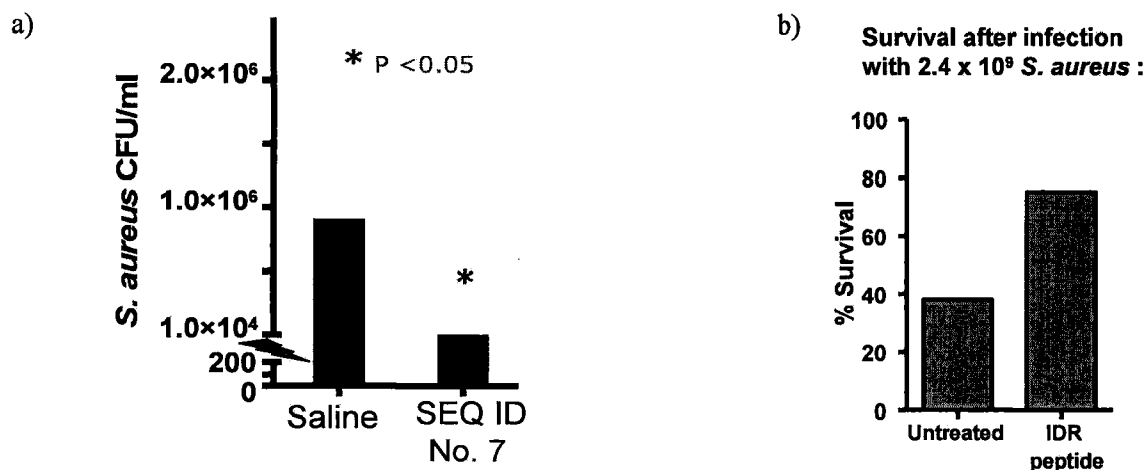 a)
* P <0.05
S. aureus CFU/ml
2.0×10⁶
1.0×10⁶
1.0×10⁴
200
0
*
Saline
SEQ ID
No. 7
b)
Survival after infection
with 2.4 x 10⁹ S. aureus :
% Survival
100
80
60
40
20
0
Untreated
IDR
peptide